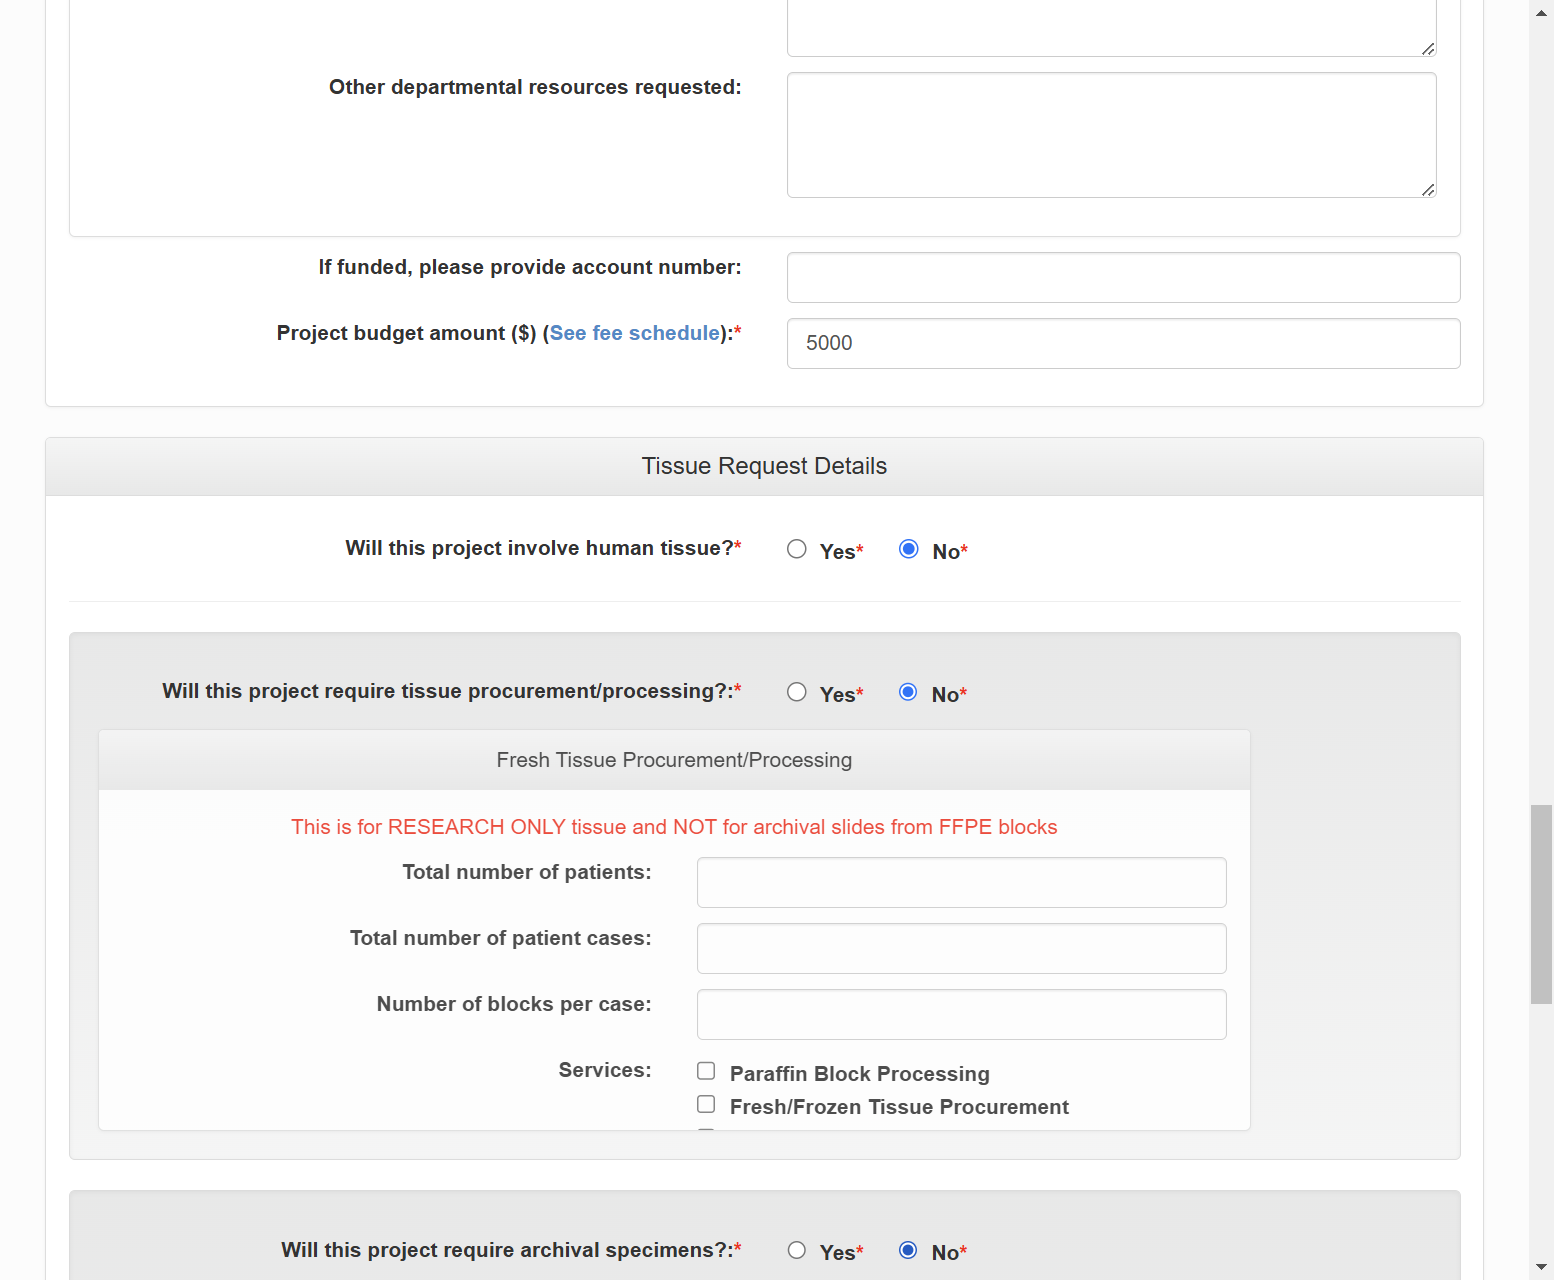 Other departmental resources requested:
If funded, please provide account number:
Project budget amount ($) (See fee schedule):*
5000
Tissue Request Details
Will this project involve human tissue?* Yes* No*
Will this project require tissue procurement/processing?:* Yes* No*
Fresh Tissue Procurement/Processing
This is for RESEARCH ONLY tissue and NOT for archival slides from FFPE blocks
Total number of patients:
Total number of patient cases:
Number of blocks per case:
Services: Paraffin Block Processing
Fresh/Frozen Tissue Procurement
Will this project require archival specimens?:* Yes* No*